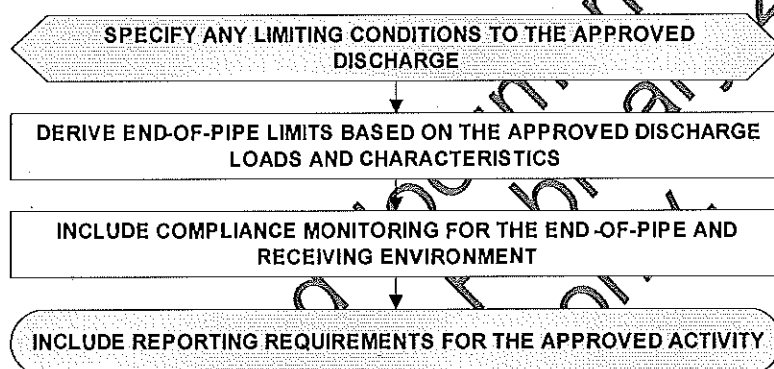 SPECIFY ANY LIMITING CONDITIONS TO THE APPROVED
DISCHARGE
DERIVE END-OF-PIPE LIMITS BASED ON THE APPROVED DISCHARGE
LOADS AND CHARACTERISTICS
INCLUDE COMPLIANCE MONITORING FOR THE END-OF-PIPE AND
RECEIVING ENVIRONMENT
INCLUDE REPORTING REQUIREMENTS FOR THE APPROVED ACTIVITY